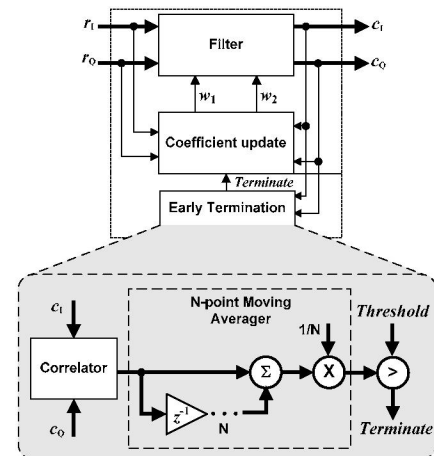 r_I
c_I
Filter
r_Q
c_Q
w_1
w_2
Coefficient update
Terminate
Early Termination
c_I
N-point Moving
Averager
1/N
Threshold
Correlator
Σ
X
>
z^-1
N
c_Q
Terminate